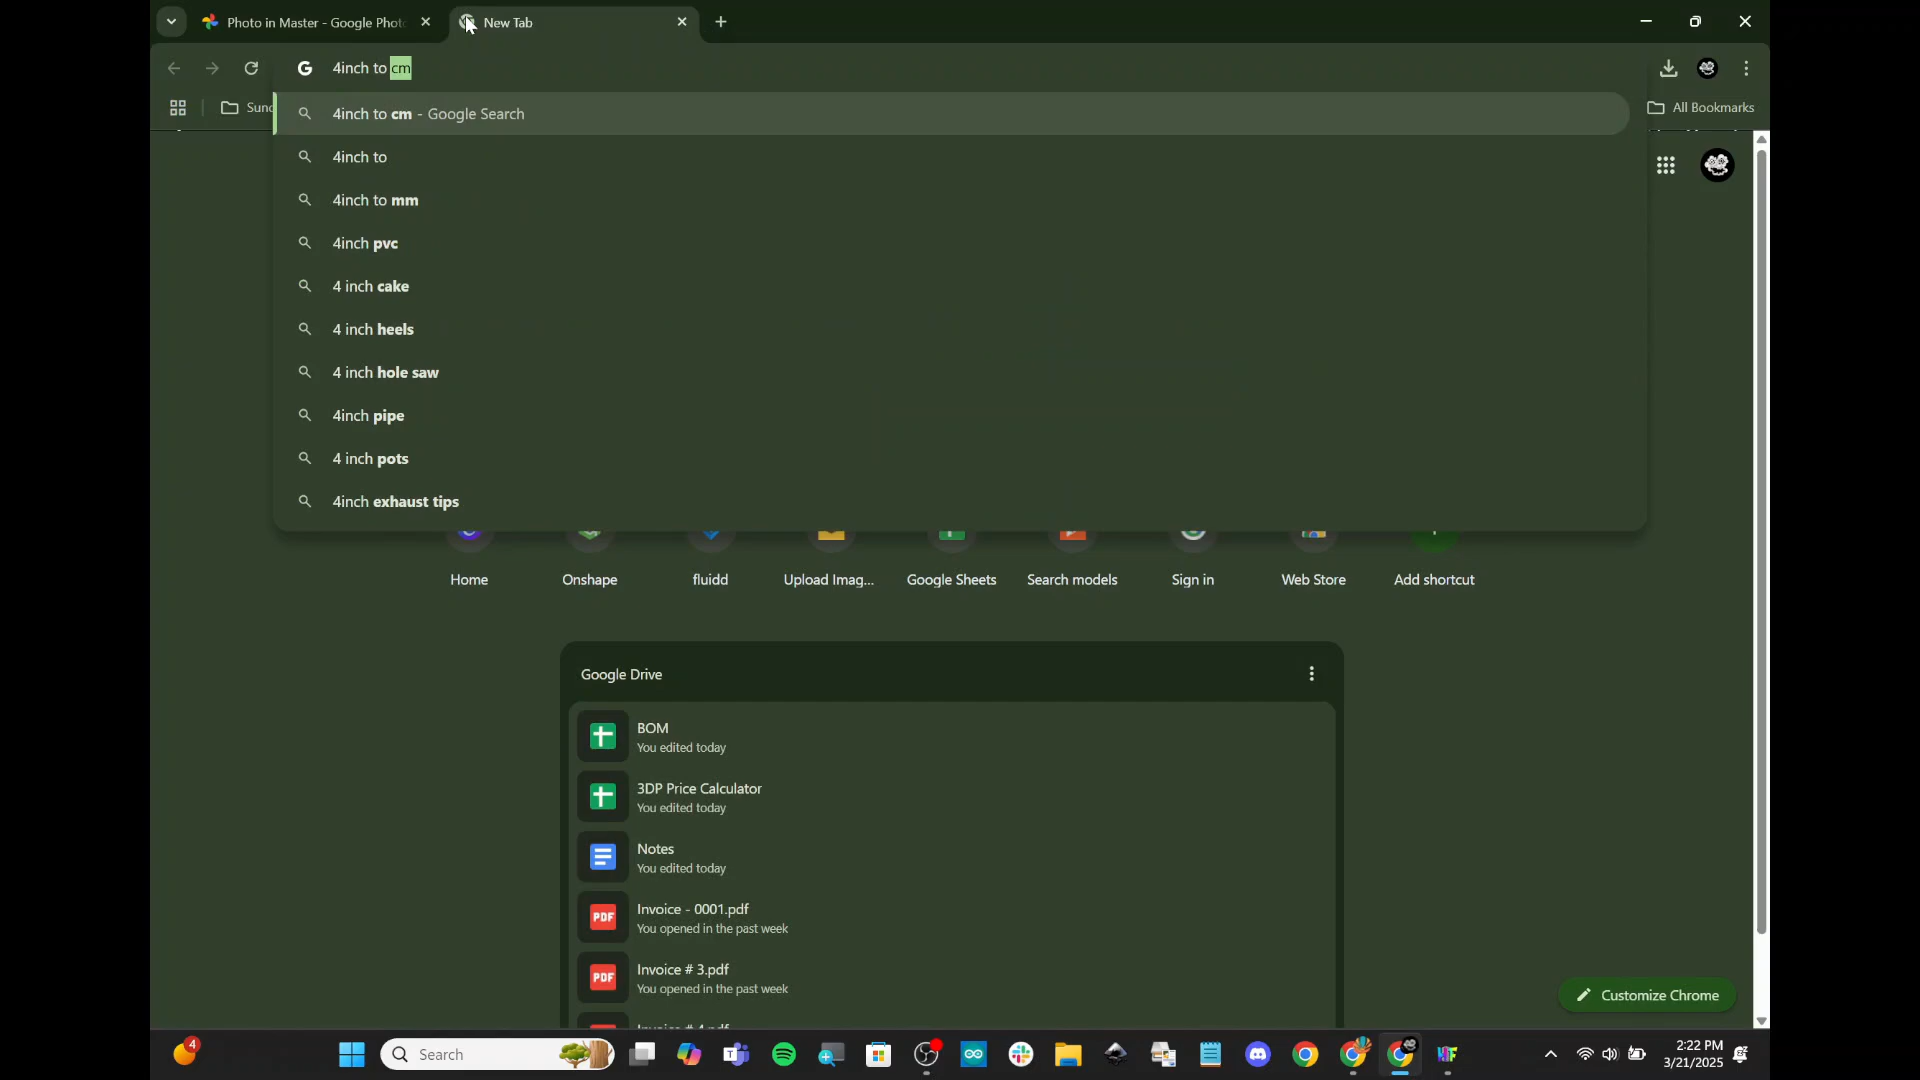 Photo in Master - Google Phot
New Tab
4inch to cm
Sund
All Bookmarks
4inch to cm - Google Search
4inch to
4inch to mm
4inch pvc
4 inch cake
4 inch heels
4 inch hole saw
4inch pipe
4 inch pots
4inch exhaust tips
Home
Onshape
fluidd
Upload Imag...
Google Sheets
Search models
Sign in
Web Store
Add shortcut
Google Drive
BOM
You edited today
3DP Price Calculator
You edited today
Notes
You edited today
PDF
Invoice - 0001.pdf
You opened in the past week
PDF
Invoice # 3.pdf
You opened in the past week
Customize Chrome
4
Search
2:22 PM
3/21/2025